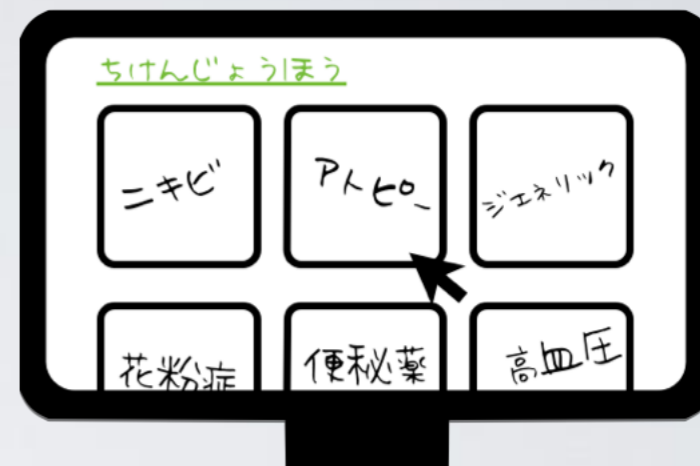 ちけんじょうほう
ニキビ
アトピー
ジェネリック
花粉症
便秘薬
高血圧